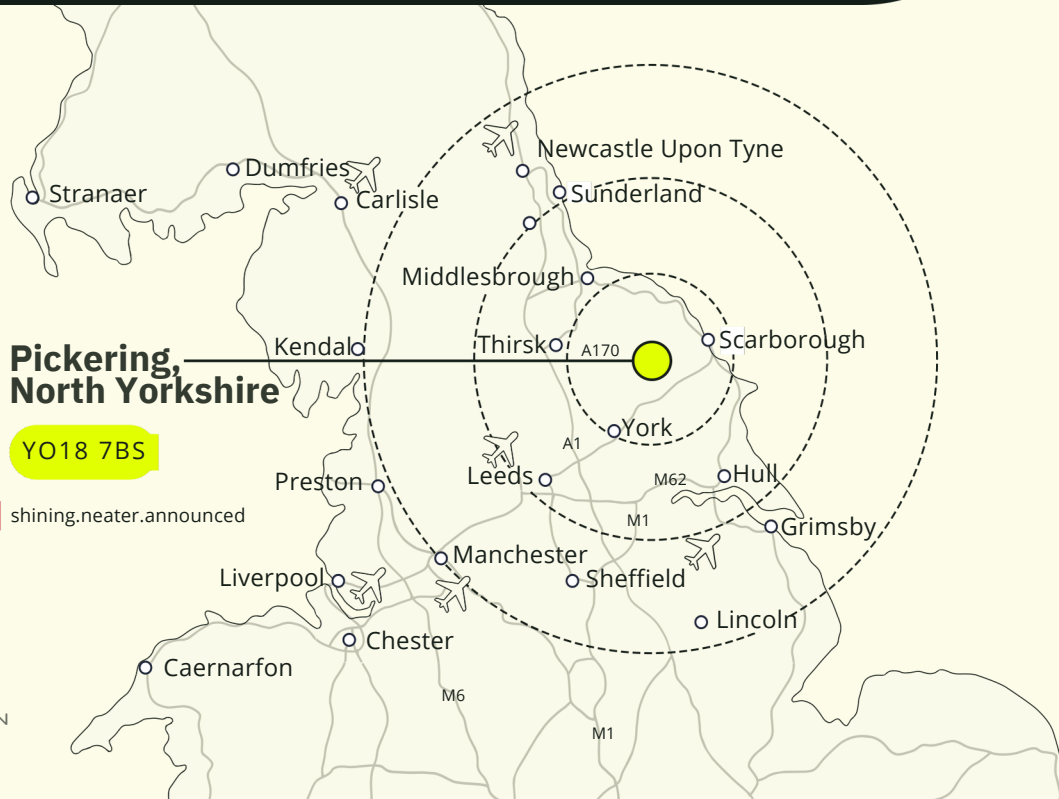 Newcastle Upon Tyne
Dumfries
Stranaer
Carlisle
Sunderland
Middlesbrough
Pickering,
North Yorkshire
Kendal
Thirsk
A170
Scarborough
YO18 7BS
York
A1
Leeds
M62
Hull
Preston
shining.neater.announced
M1
Grimsby
Manchester
Liverpool
Sheffield
Lincoln
Chester
Caernarfon
M6
M1